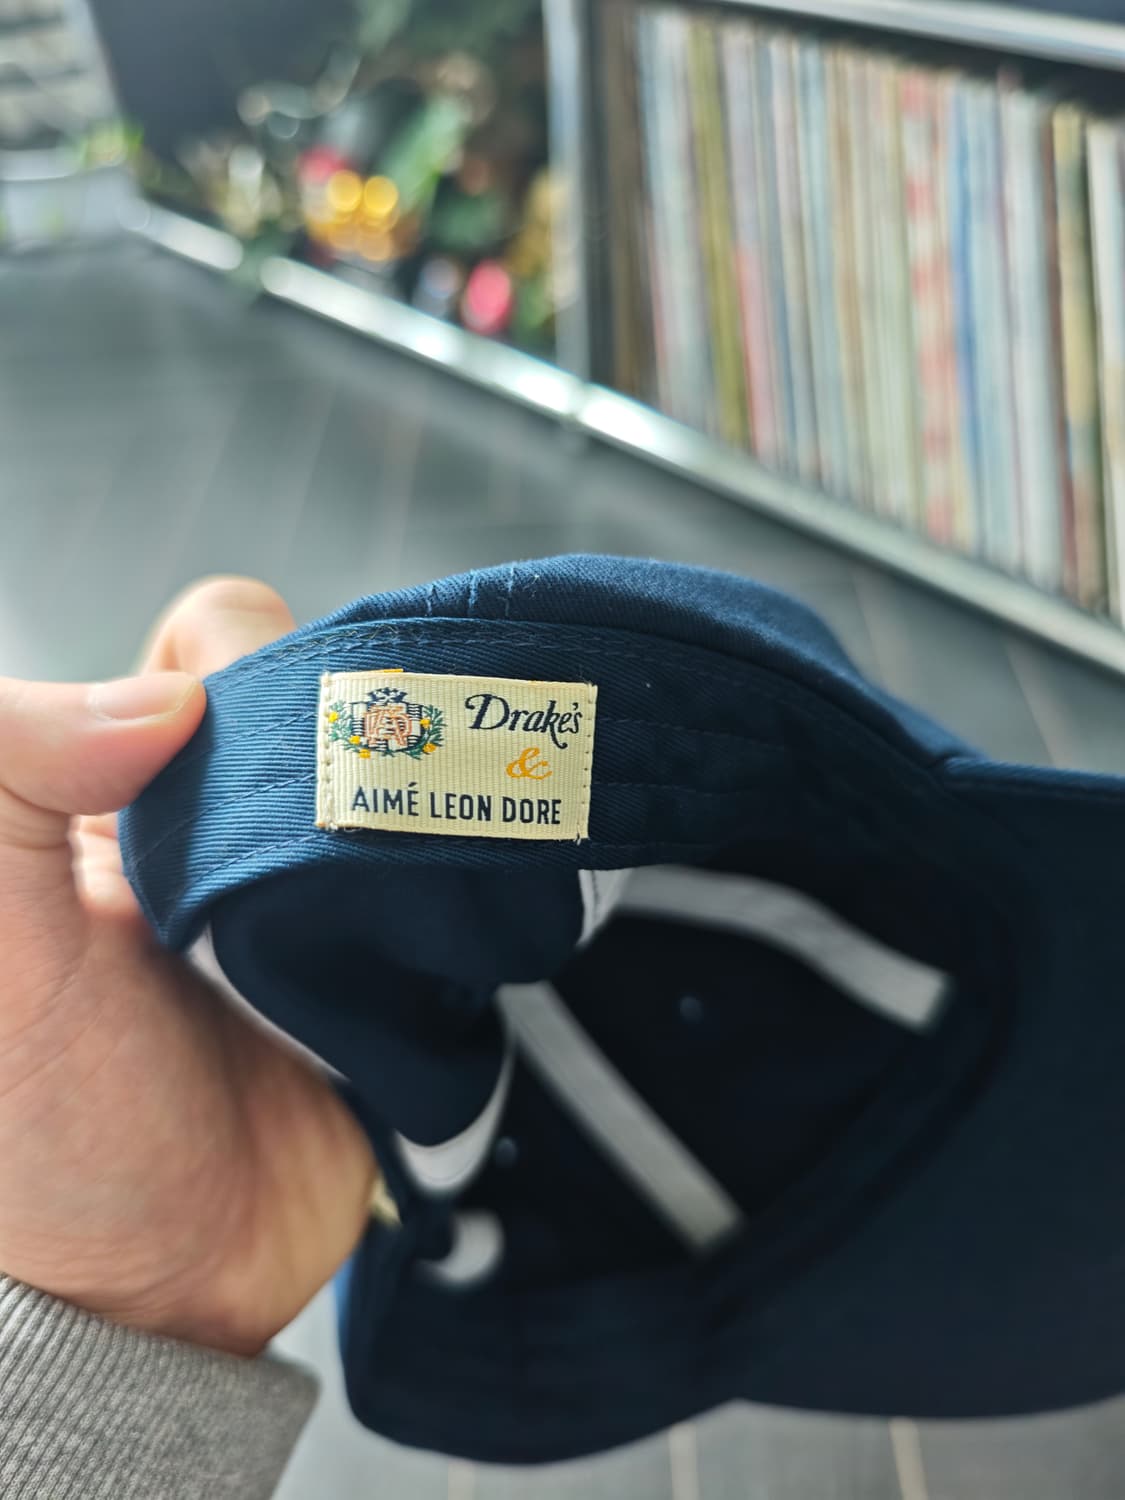 Drake's
&
AIMÉ LEON DORE